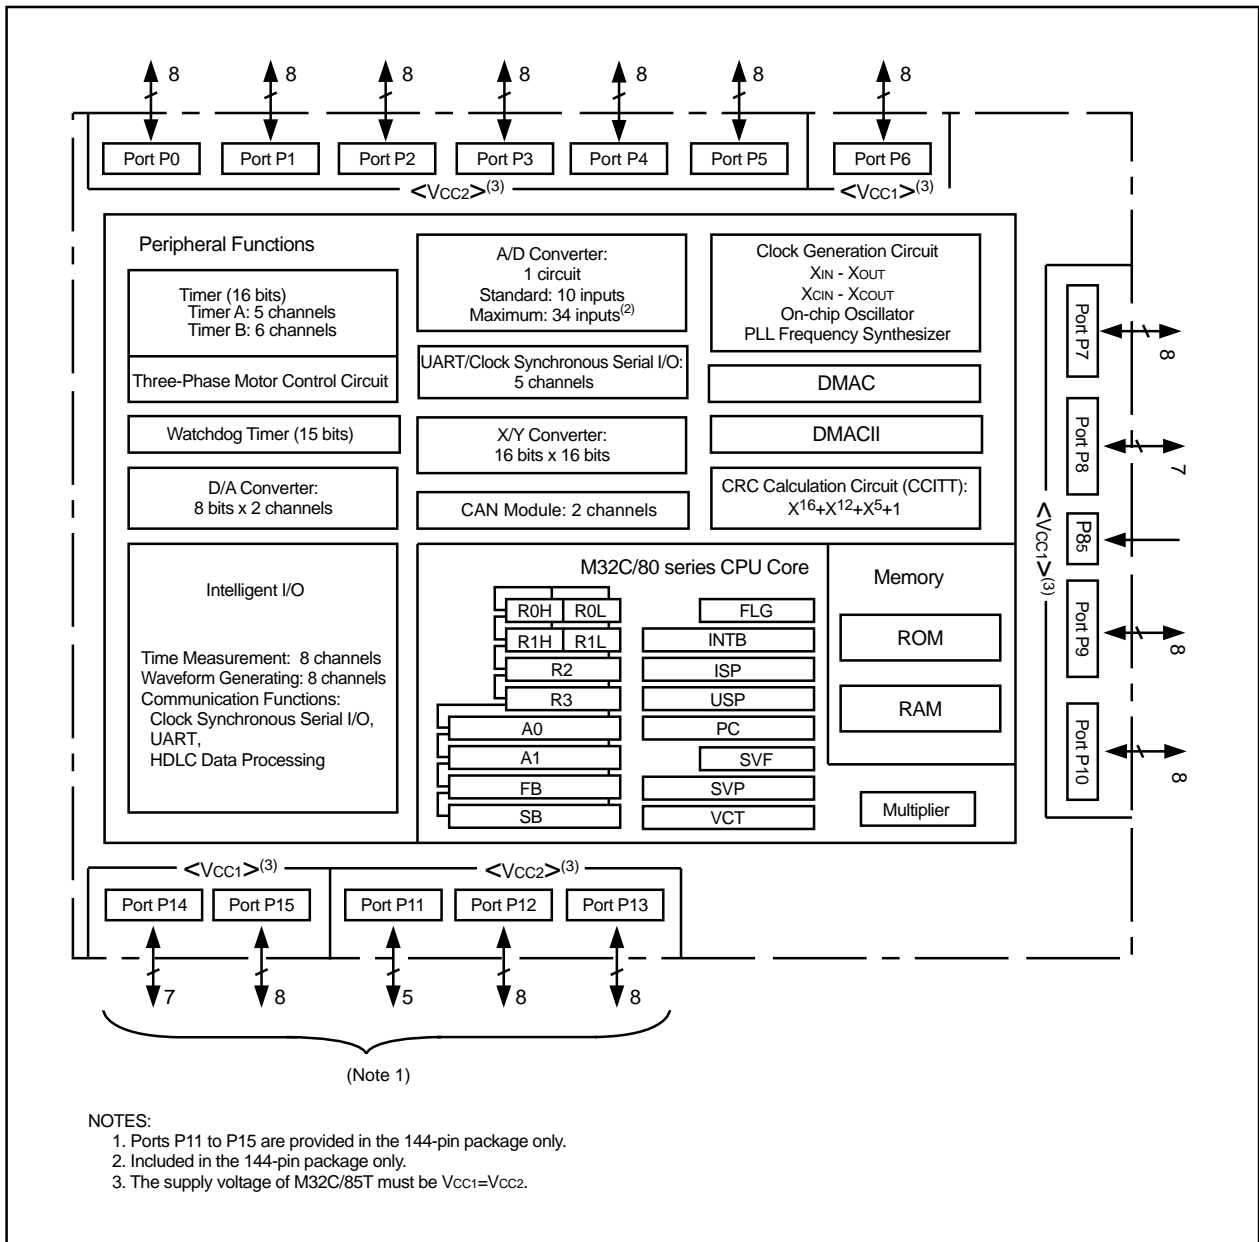 8 8 8 8 8 8 8
Port P0 Port P1 Port P2 Port P3 Port P4 Port P5 Port P6
<VCC2>(3) <VCC1>(3)
Peripheral Functions
Timer (16 bits)
Timer A: 5 channels
Timer B: 6 channels
Three-Phase Motor Control Circuit
Watchdog Timer (15 bits)
D/A Converter:
8 bits x 2 channels
Intelligent I/O
Time Measurement: 8 channels
Waveform Generating: 8 channels
Communication Functions:
Clock Synchronous Serial I/O,
UART,
HDLC Data Processing
A/D Converter:
1 circuit
Standard: 10 inputs
Maximum: 34 inputs(2)
UART/Clock Synchronous Serial I/O:
5 channels
X/Y Converter:
16 bits x 16 bits
CAN Module: 2 channels
Clock Generation Circuit
XIN - XOUT
XCIN - XCOUT
On-chip Oscillator
PLL Frequency Synthesizer
DMAC
DMACII
CRC Calculation Circuit (CCITT):
X16+X12+X5+1
M32C/80 series CPU Core
R0H R0L
R1H R1L
R2
R3
A0
A1
FB
SB
FLG
INTB
ISP
USP
PC
SVF
SVP
VCT
Memory
ROM
RAM
Multiplier
<VCC1>(3)
Port P7
8
Port P8
7
P85
Port P9
8
Port P10
8
<VCC1>(3) <VCC2>(3)
Port P14 Port P15 Port P11 Port P12 Port P13
7 8 5 8 8
(Note 1)
NOTES:
1. Ports P11 to P15 are provided in the 144-pin package only.
2. Included in the 144-pin package only.
3. The supply voltage of M32C/85T must be VCC1=VCC2.